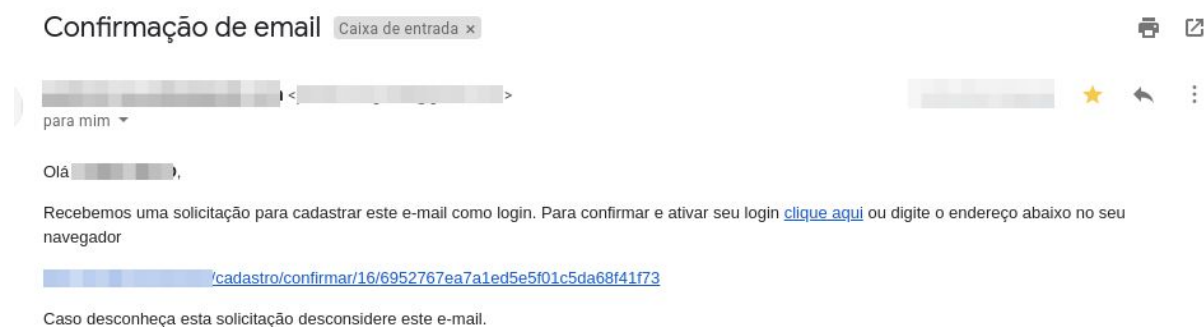 Confirmação de email Caixa de entrada x
< >
para mim
Olá ,
Recebemos uma solicitação para cadastrar este e-mail como login. Para confirmar e ativar seu login clique aqui ou digite o endereço abaixo no seu
navegador
/cadastro/confirmar/16/6952767ea7a1ed5e5f01c5da68f41f73
Caso desconheça esta solicitação desconsidere este e-mail.